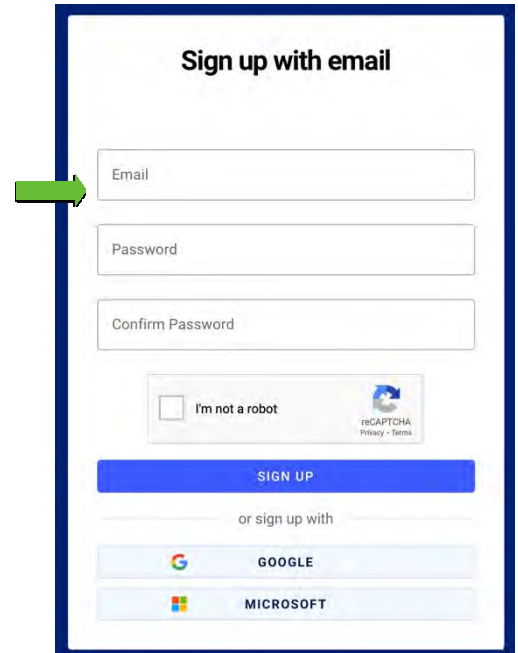 Sign up with email
Email
Password
Confirm Password
I'm not a robot
reCAPTCHA
Privacy - Terms
SIGN UP
or sign up with
GOOGLE
MICROSOFT